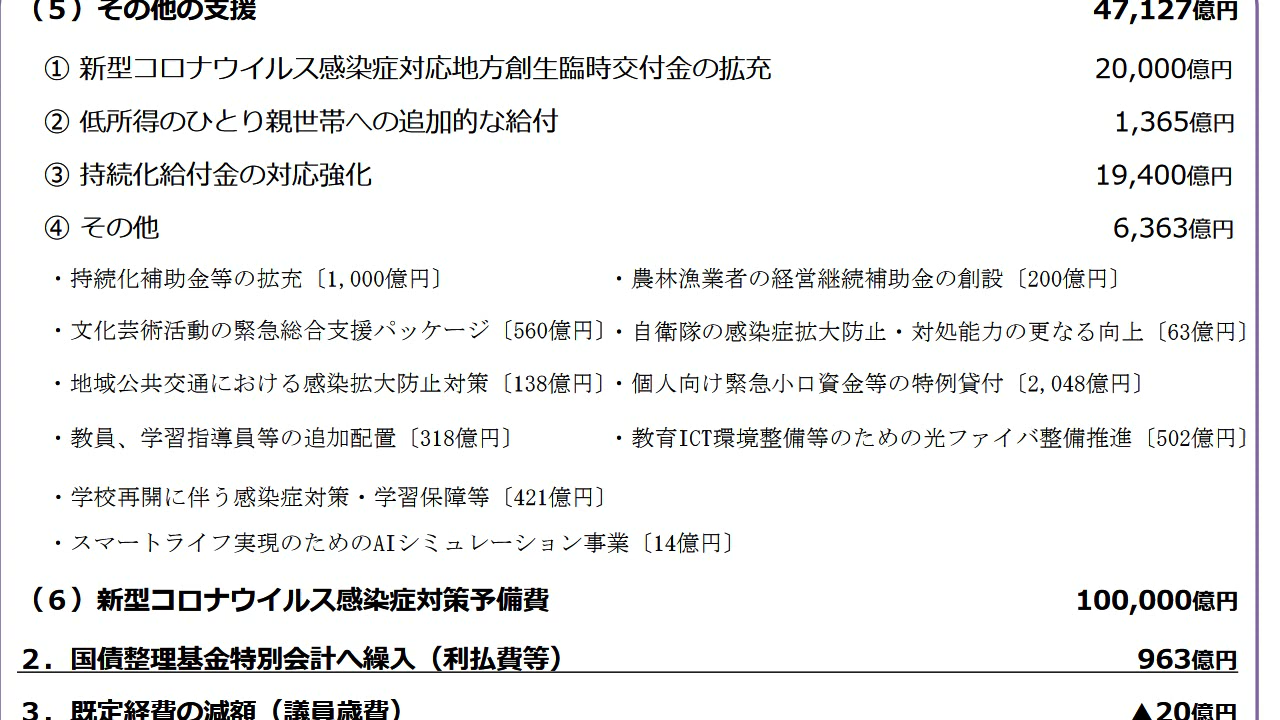 （５）その他の支援 47,127億円
① 新型コロナウイルス感染症対応地方創生臨時交付金の拡充 20,000億円
② 低所得のひとり親世帯への追加的な給付 1,365億円
③ 持続化給付金の対応強化 19,400億円
④ その他 6,363億円
・持続化補助金等の拡充〔1,000億円〕 ・農林漁業者の経営継続補助金の創設〔200億円〕
・文化芸術活動の緊急総合支援パッケージ〔560億円〕・自衛隊の感染症拡大防止・対処能力の更なる向上〔63億円〕
・地域公共交通における感染拡大防止対策〔138億円〕・個人向け緊急小口資金等の特例貸付〔2,048億円〕
・教員、学習指導員等の追加配置〔318億円〕 ・教育ICT環境整備等のための光ファイバ整備推進〔502億円〕
・学校再開に伴う感染症対策・学習保障等〔421億円〕
・スマートライフ実現のためのAIシミュレーション事業〔14億円〕
（６）新型コロナウイルス感染症対策予備費 100,000億円
２．国債整理基金特別会計へ繰入（利払費等） 963億円
３．既定経費の減額（議員歳費） ▲20億円